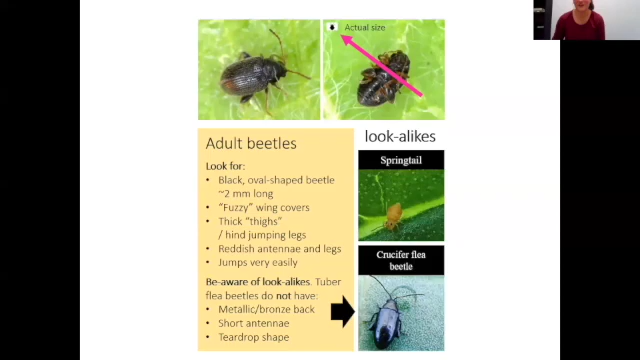 Actual size
Adult beetles
Look for:
• Black, oval-shaped beetle
~2 mm long
• “Fuzzy” wing covers
• Thick “thighs”
/ hind jumping legs
• Reddish antennae and legs
• Jumps very easily
Be-aware of look-alikes. Tuber
flea beetles do not have:
• Metallic/bronze back
• Short antennae
• Teardrop shape
look-alikes
Springtail
Crucifer flea
beetle